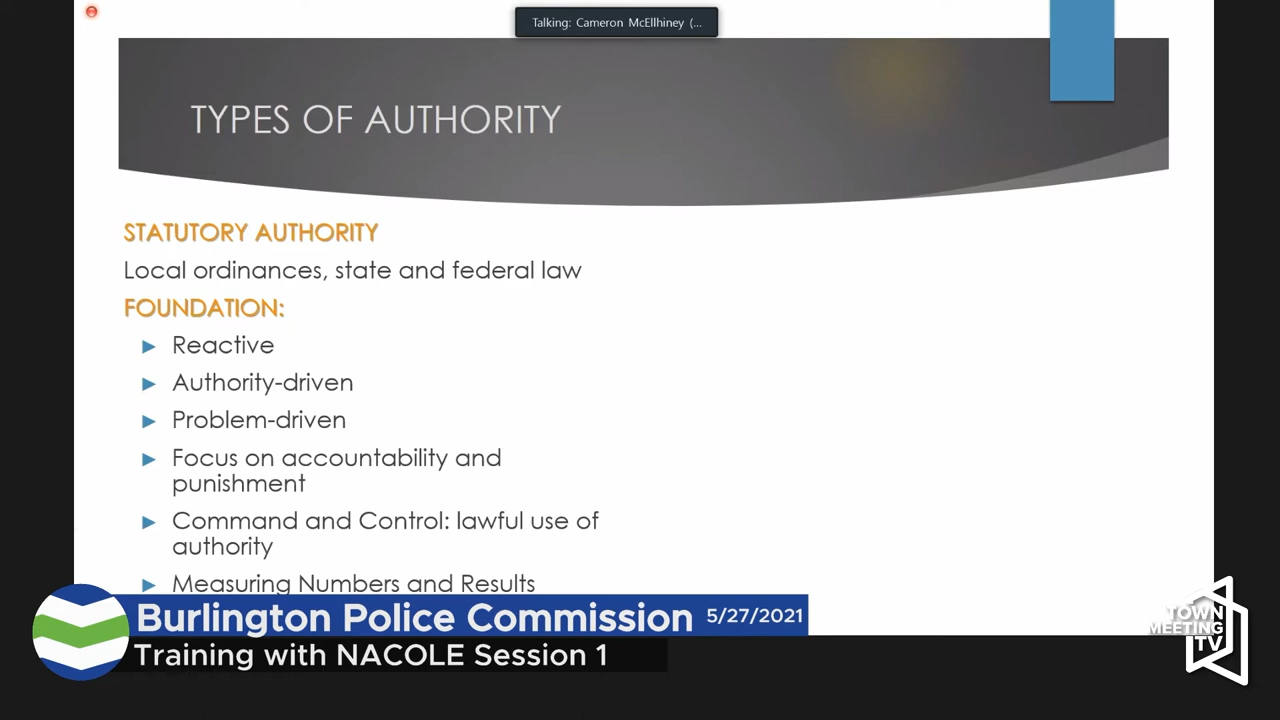 Talking: Cameron McEllhiney (...
TYPES OF AUTHORITY
STATUTORY AUTHORITY
Local ordinances, state and federal law
FOUNDATION:
Reactive
Authority-driven
Problem-driven
Focus on accountability and
punishment
Command and Control: lawful use of
authority
Measuring Numbers and Results
Burlington Police Commission 5/27/2021
Training with NACOLE Session 1
TOWN
MEETING
TV